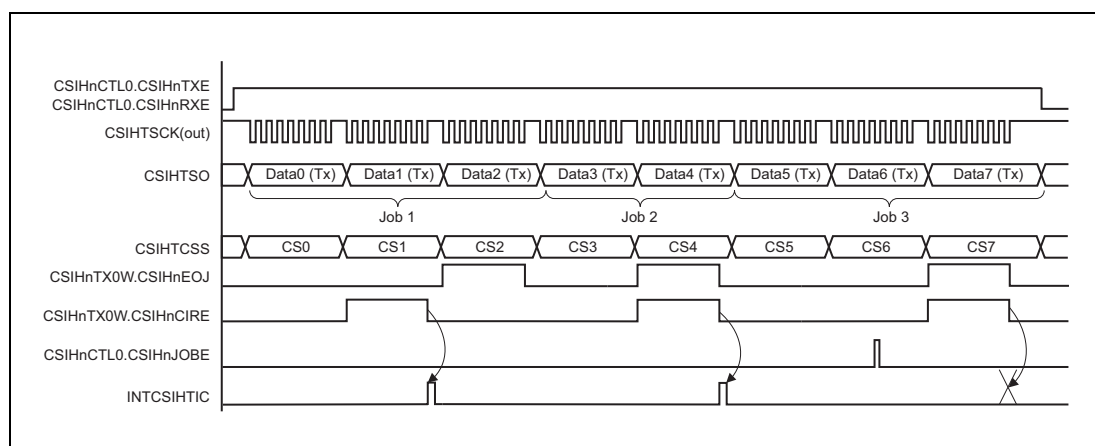 CSIHnCTL0.CSIHnTXE
CSIHnCTL0.CSIHnRXE
CSIHTSCK(out)
CSIHTSO
Data0 (Tx) Data1 (Tx) Data2 (Tx) Data3 (Tx) Data4 (Tx) Data5 (Tx) Data6 (Tx) Data7 (Tx)
Job 1 Job 2 Job 3
CSIHTCSS
CS0 CS1 CS2 CS3 CS4 CS5 CS6 CS7
CSIHnTX0W.CSIHnEOJ
CSIHnTX0W.CSIHnCIRE
CSIHnCTL0.CSIHnJOBE
INTCSIHTIC